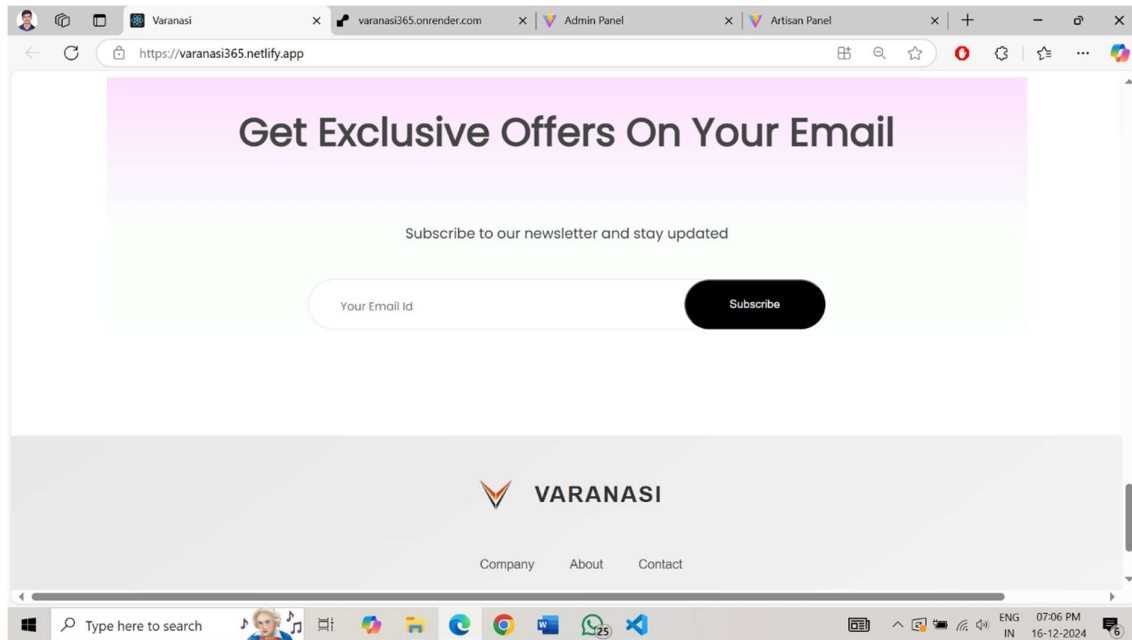 Varanasi
varanasi365.onrender.com
Admin Panel
Artisan Panel
https://varanasi365.netlify.app
Get Exclusive Offers On Your Email
Subscribe to our newsletter and stay updated
Your Email Id
Subscribe
VARANASI
Company About Contact
Type here to search
25
ENG
IN
07:06 PM
16-12-2024
6